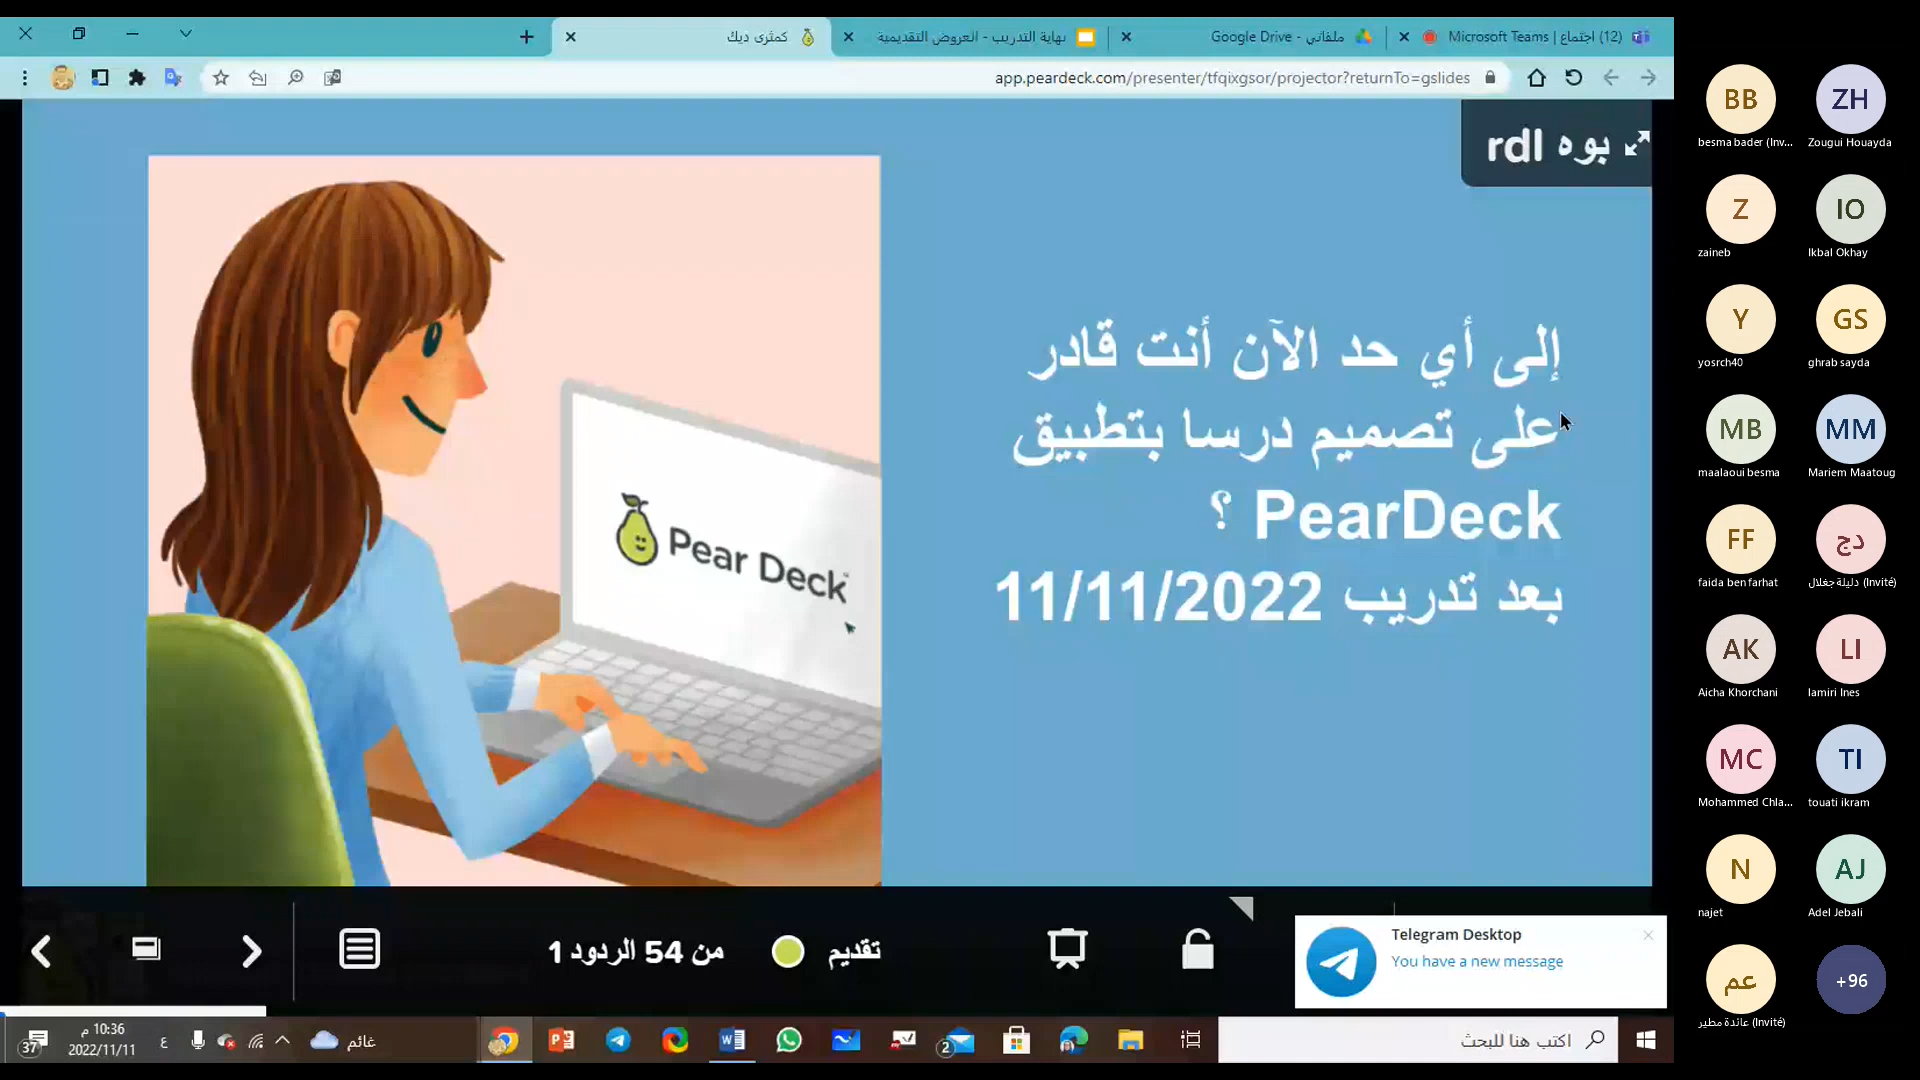 Microsoft Teams | اجتماع (12)
Google Drive - ملفاتي
نهاية التدريب - العروض التقديمية
كمثرى ديك
app.peardeck.com/presenter/tfqixgsor/projector?returnTo=gslides
بوه rdl
إلى أي حد الآن أنت قادر
على تصميم درسا بتطبيق
PearDeck ؟
بعد تدريب 11/11/2022
Pear Deck
تقديم
من 54 الردود 1
Telegram Desktop
You have a new message
اكتب هنا للبحث
2
غائم
ع
10:36 م
2022/11/11
37
BB
besma bader (Inv...
ZH
Zougui Houayda
Z
zaineb
IO
Ikbal Okhay
Y
yosrch40
GS
ghrab sayda
MB
maalaoui besma
MM
Mariem Maatoug
FF
faida ben farhat
دج
دليلة جغلال (Invité)
AK
Aicha Khorchani
LI
lamiri Ines
MC
Mohammed Chla...
TI
touati ikram
N
najet
AJ
Adel Jebali
عم
عائدة مطير (Invité)
+96